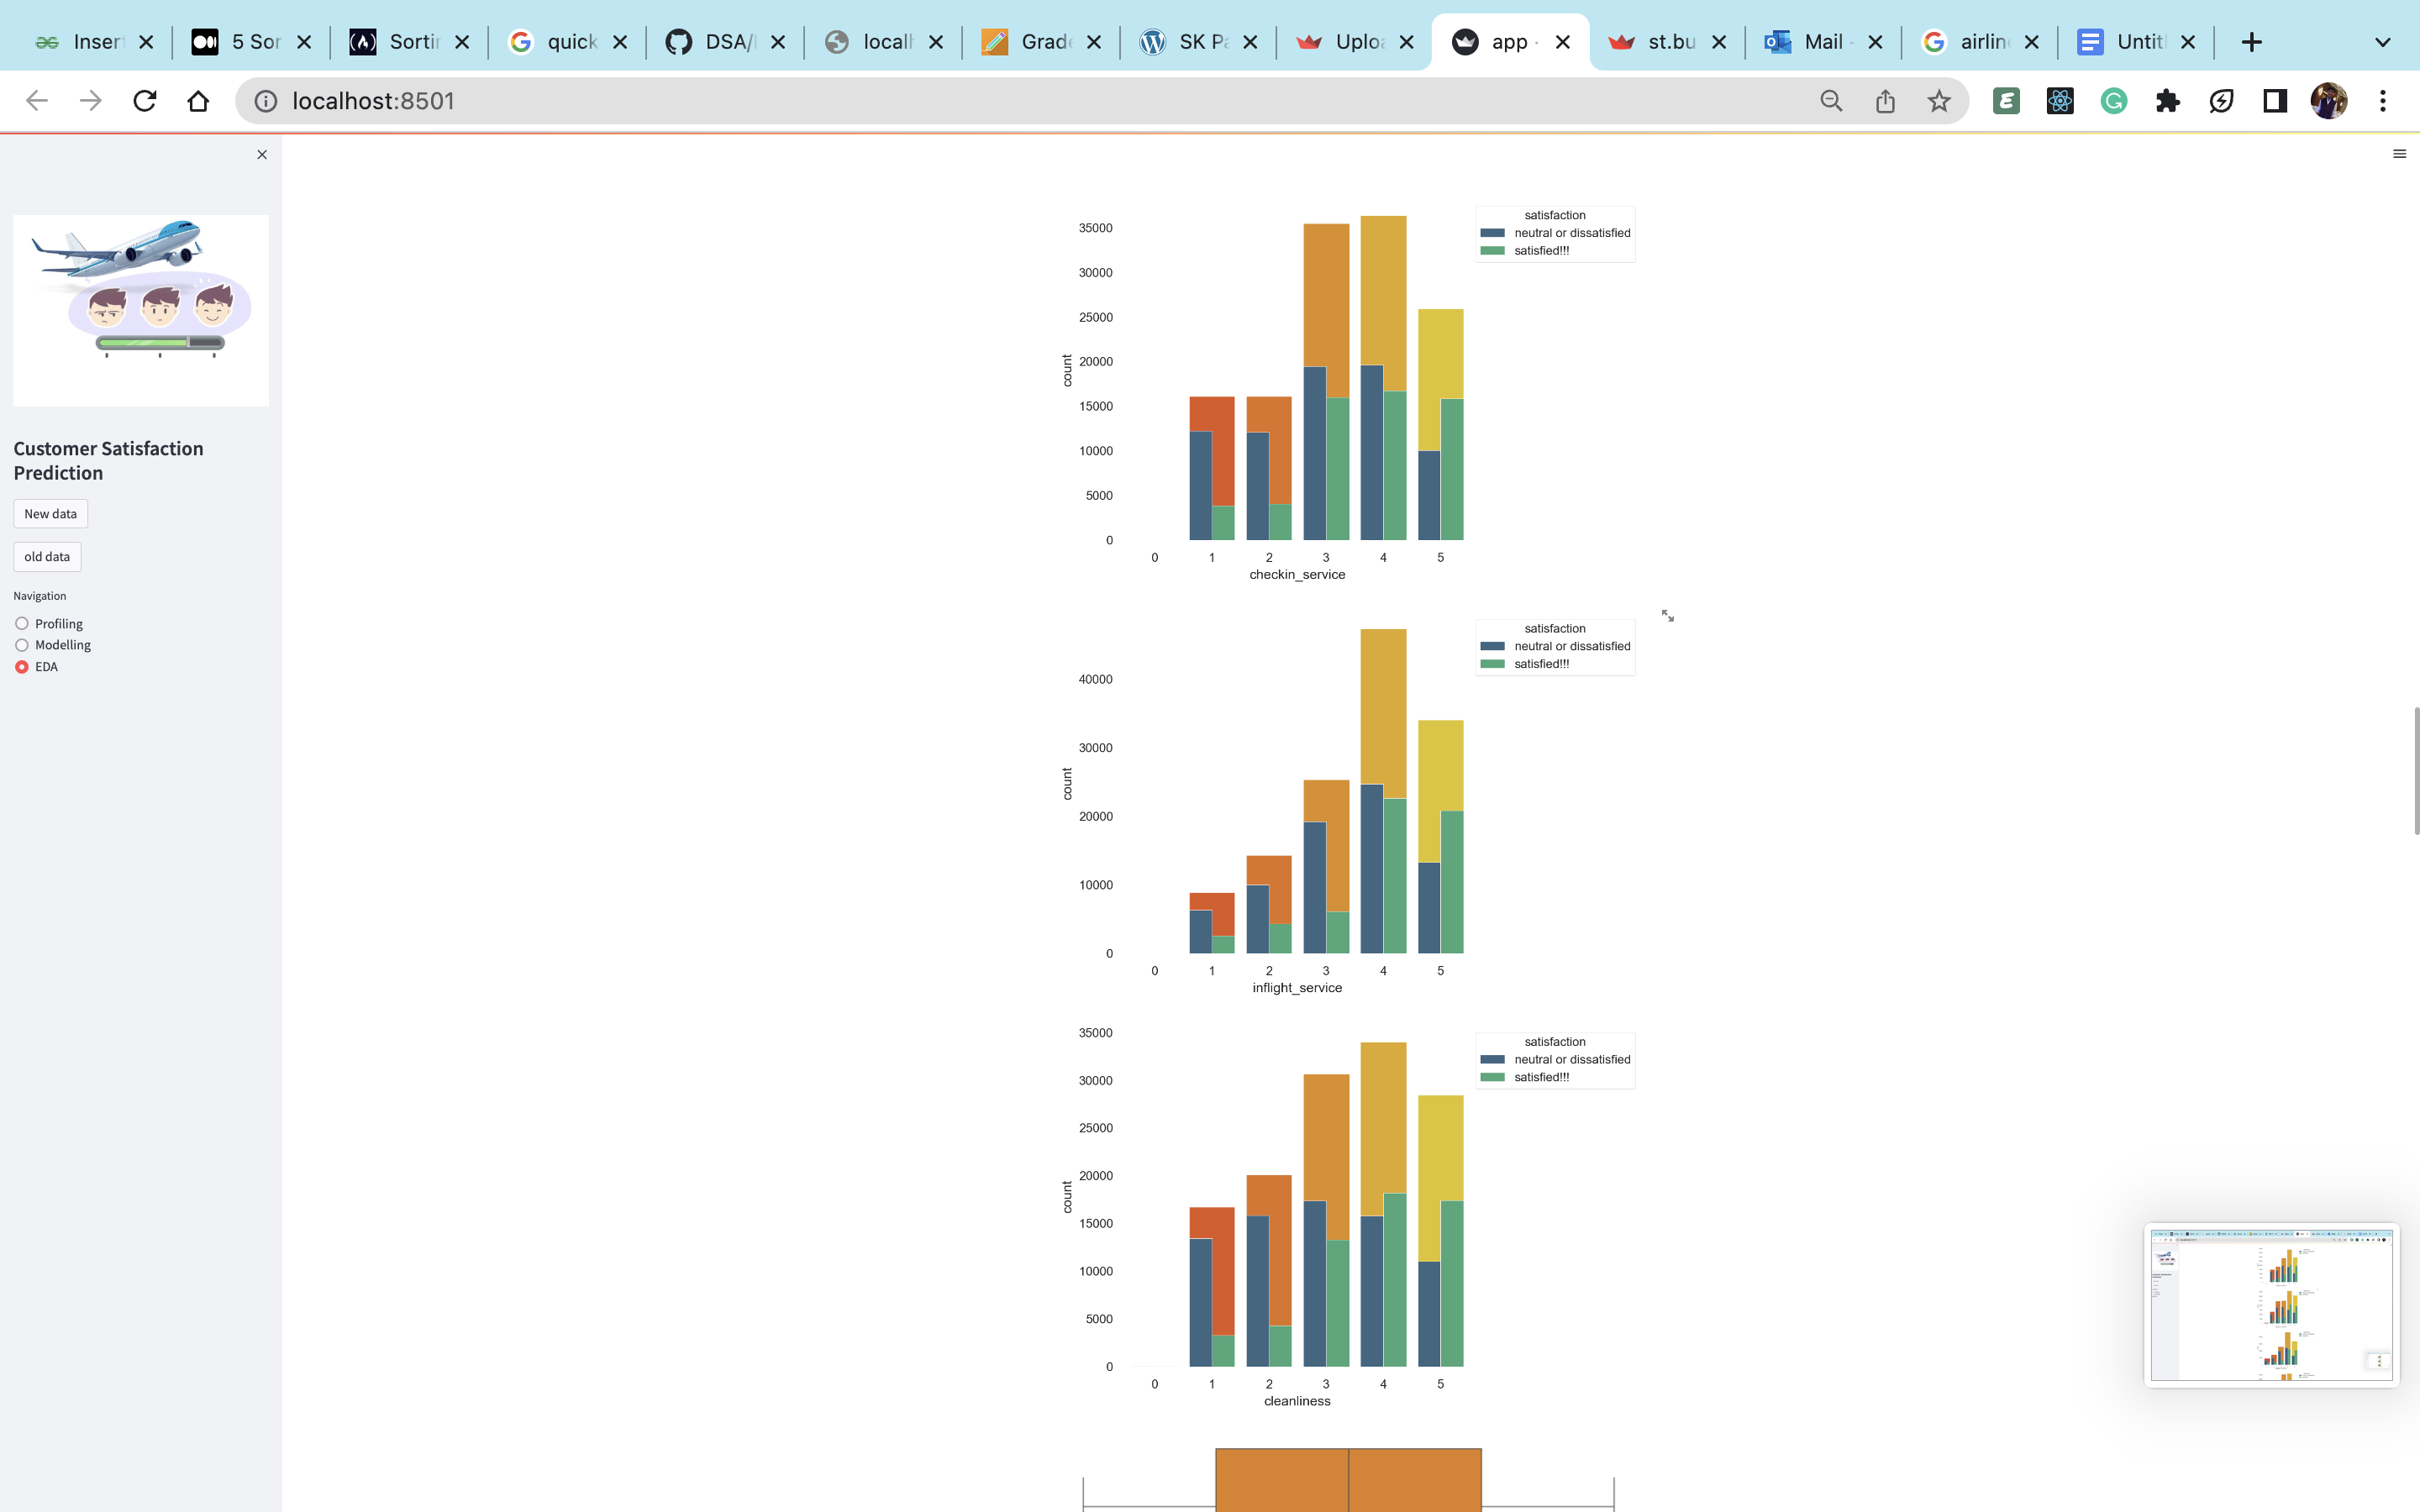 Inser
5 Sor
Sortin
quick
DSA/
localh
Grade
SK Pa
Uploa
app ·
st.bu
Mail -
airlin
Untit
localhost:8501
Customer Satisfaction
Prediction
New data
old data
Navigation
Profiling
Modelling
EDA
satisfaction
neutral or dissatisfied
satisfied!!!
35000
30000
25000
20000
15000
10000
5000
0
count
0 1 2 3 4 5
checkin_service
satisfaction
neutral or dissatisfied
satisfied!!!
40000
30000
20000
10000
0
count
0 1 2 3 4 5
inflight_service
satisfaction
neutral or dissatisfied
satisfied!!!
35000
30000
25000
20000
15000
10000
5000
0
count
0 1 2 3 4 5
cleanliness